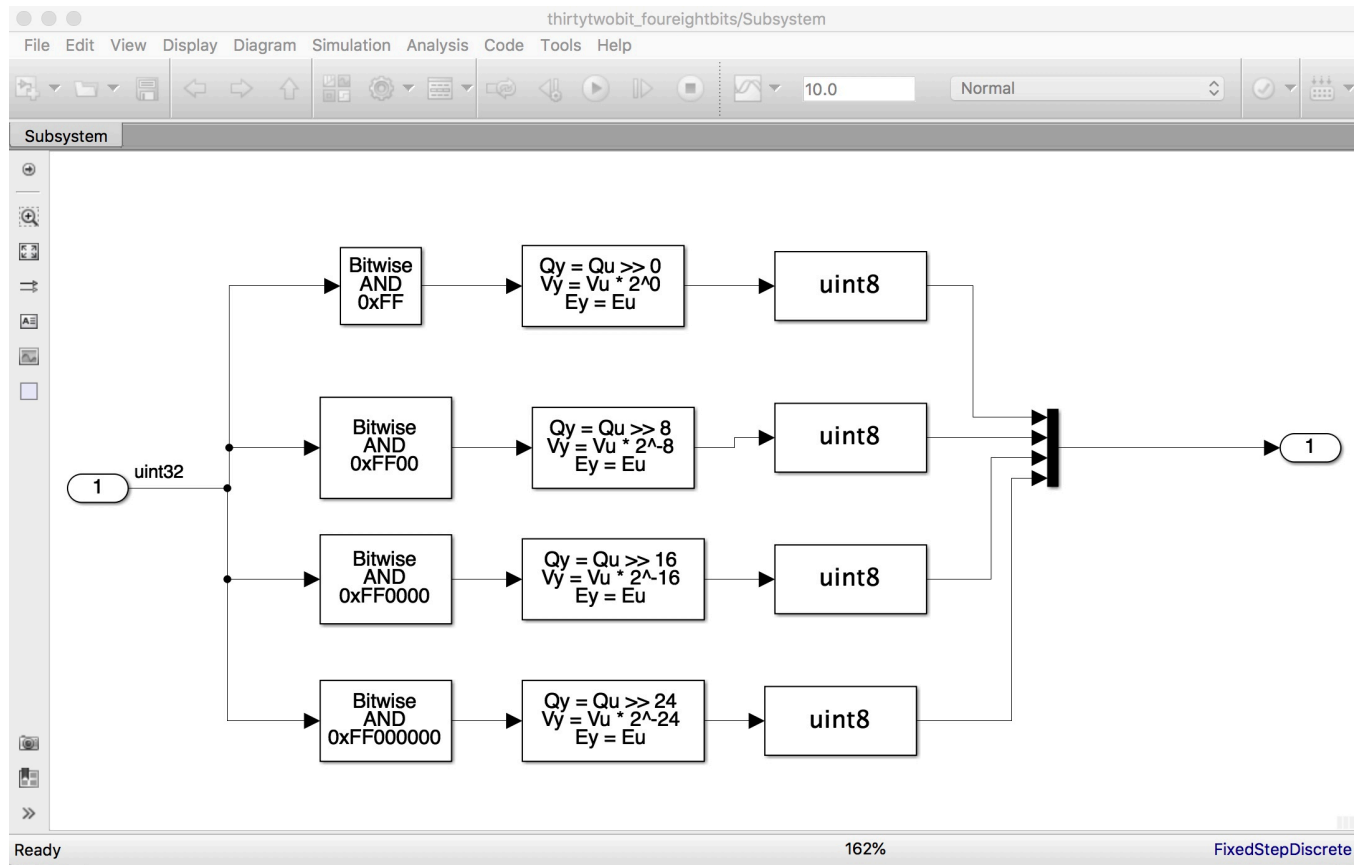 thirtytwobit_foureightbits/Subsystem
File Edit View Display Diagram Simulation Analysis Code Tools Help
10.0 Normal
Subsystem
Bitwise
AND
0xFF
Qy = Qu >> 0
Vy = Vu * 2^0
Ey = Eu
uint8
Bitwise
AND
0xFF00
Qy = Qu >> 8
Vy = Vu * 2^-8
Ey = Eu
uint8
1
uint32
1
Bitwise
AND
0xFF0000
Qy = Qu >> 16
Vy = Vu * 2^-16
Ey = Eu
uint8
Bitwise
AND
0xFF000000
Qy = Qu >> 24
Vy = Vu * 2^-24
Ey = Eu
uint8
Ready 162% FixedStepDiscrete